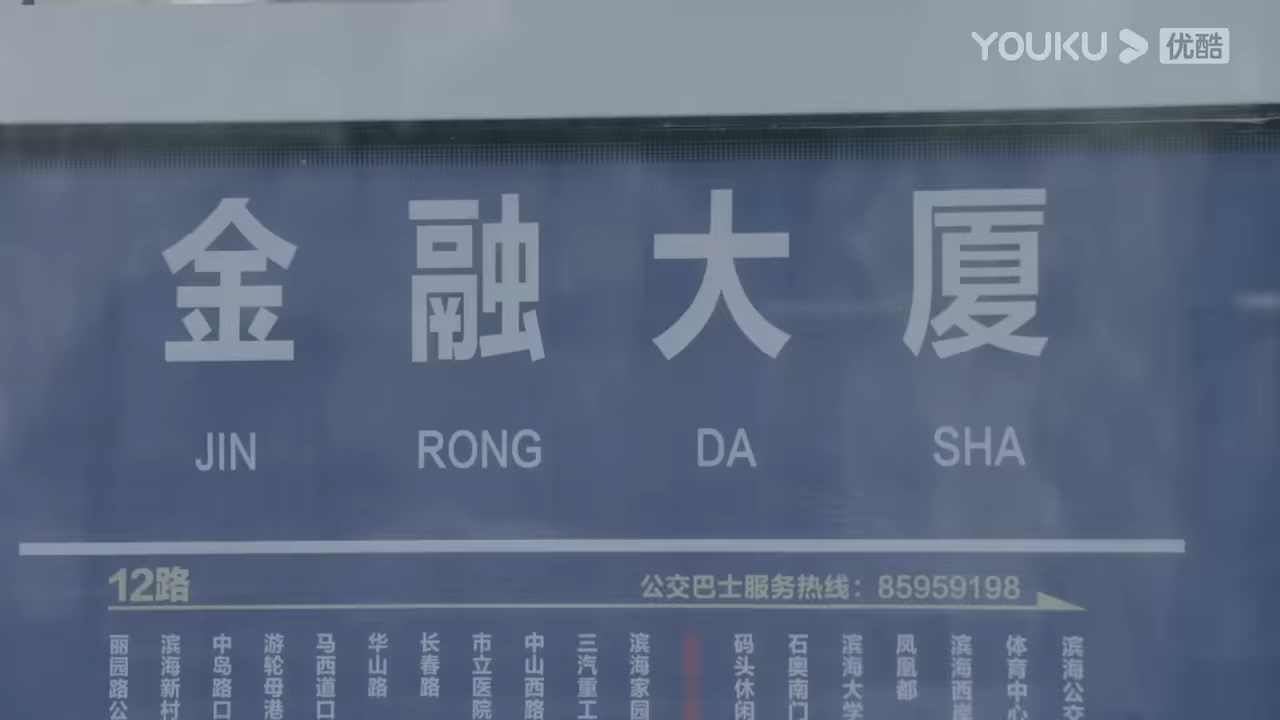 YOUKU 优酷
金融大厦
JIN RONG DA SHA
12路
公交巴士服务热线：85959198
丽园路公
滨海新村
中岛路口
游轮母港
马西道口
华山路
长春路
市立医院
中山西路
三汽重工
滨海家园
码头休闲
石奥南门
滨海大学
凤凰都
滨海西岸
体育中心
滨海公交